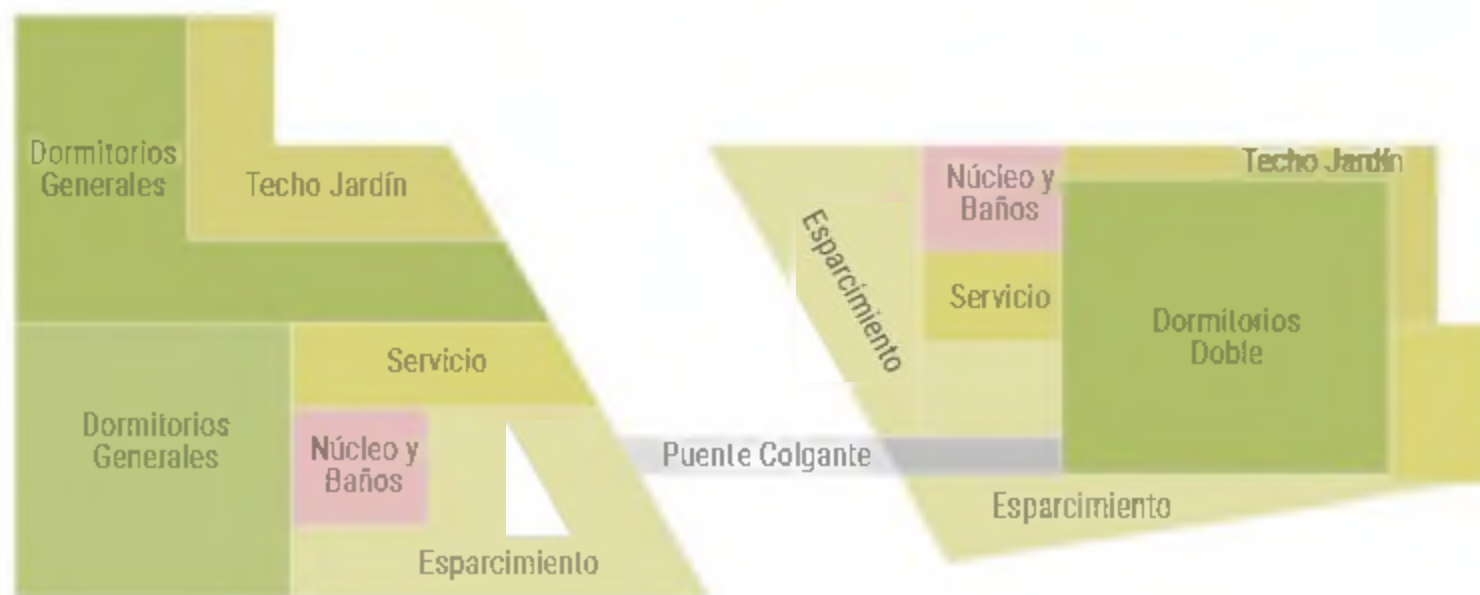 Dormitorios
Generales
Techo Jardín
Servicio
Dormitorios
Generales
Núcleo y
Baños
Esparcimiento
Puente Colgante
Esparcimiento
Núcleo y
Baños
Servicio
Techo Jardín
Dormitorios
Doble
Esparcimiento